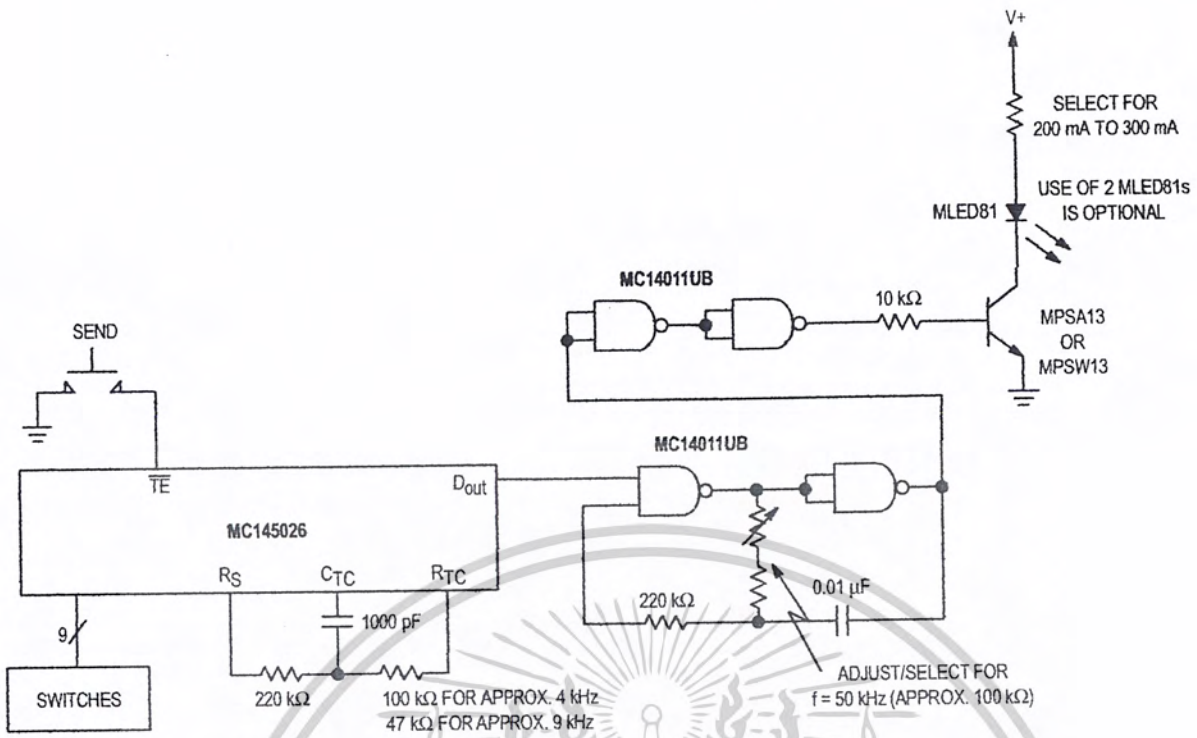 V+
SELECT FOR
200 mA TO 300 mA
MLED81
USE OF 2 MLED81s
IS OPTIONAL
MC14011UB
10 kΩ
MPSA13
OR
MPSW13
SEND
MC14011UB
TE
Dout
MC145026
RS
CTC
RTC
9
1000 pF
220 kΩ
0.01 µF
SWITCHES
220 kΩ
100 kΩ FOR APPROX. 4 kHz
47 kΩ FOR APPROX. 9 kHz
ADJUST/SELECT FOR
f = 50 kHz (APPROX. 100 kΩ)